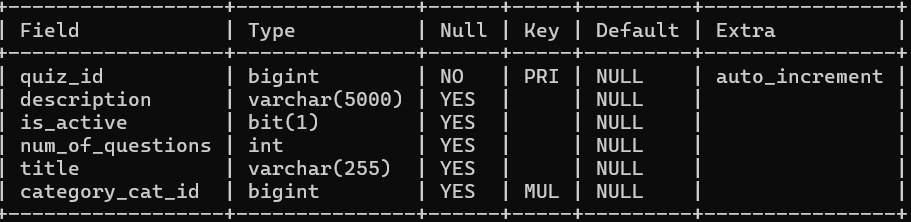 +------------------+---------------+------+-----+---------+----------------+
| Field            | Type          | Null | Key | Default | Extra          |
+------------------+---------------+------+-----+---------+----------------+
| quiz_id          | bigint        | NO   | PRI | NULL    | auto_increment |
| description      | varchar(5000) | YES  |     | NULL    |                |
| is_active        | bit(1)        | YES  |     | NULL    |                |
| num_of_questions | int           | YES  |     | NULL    |                |
| title            | varchar(255)  | YES  |     | NULL    |                |
| category_cat_id  | bigint        | YES  | MUL | NULL    |                |
+------------------+---------------+------+-----+---------+----------------+